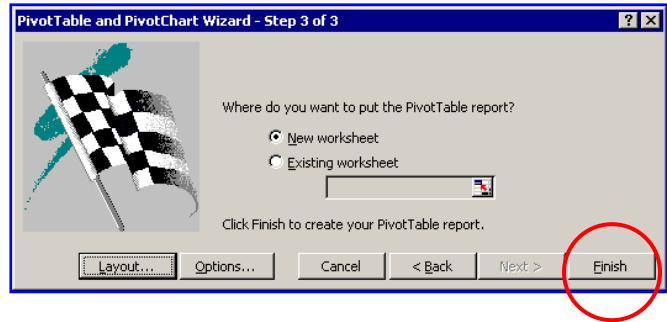 PivotTable and PivotChart Wizard - Step 3 of 3
Where do you want to put the PivotTable report?
New worksheet
Existing worksheet
Click Finish to create your PivotTable report.
Layout... Options... Cancel < Back Next > Finish